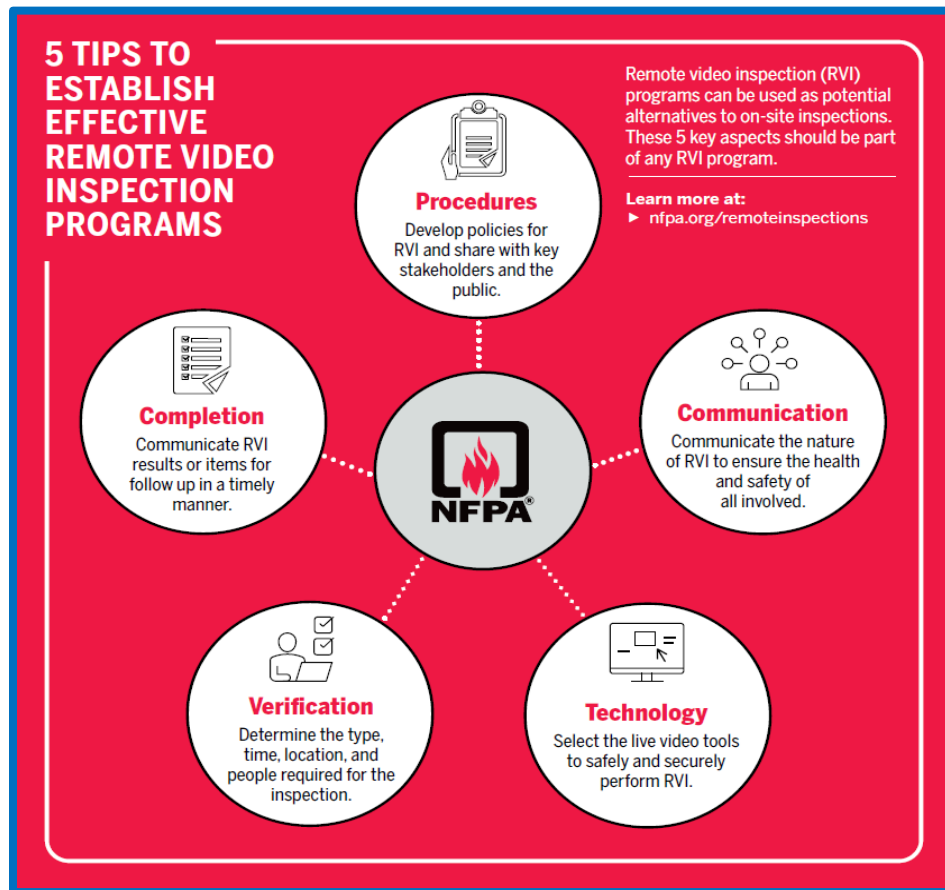 5 TIPS TO
ESTABLISH
EFFECTIVE
REMOTE VIDEO
INSPECTION
PROGRAMS
Remote video inspection (RVI)
programs can be used as potential
alternatives to on-site inspections.
These 5 key aspects should be part
of any RVI program.
Learn more at:
► nfpa.org/remoteinspections
Procedures
Develop policies for
RVI and share with key
stakeholders and the
public.
Communication
Communicate the nature
of RVI to ensure the health
and safety of
all involved.
Technology
Select the live video tools
to safely and securely
perform RVI.
Verification
Determine the type,
time, location, and
people required for the
inspection.
Completion
Communicate RVI
results or items for
follow up in a timely
manner.
NFPA®